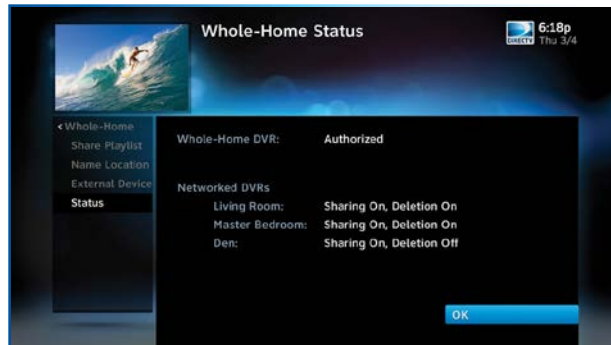 Whole-Home Status
DIRECTV
6:18p
Thu 3/4
<Whole-Home
Share Playlist
Name Location
External Device
Status
Whole-Home DVR: Authorized
Networked DVRs
Living Room: Sharing On, Deletion On
Master Bedroom: Sharing On, Deletion On
Den: Sharing On, Deletion Off
OK